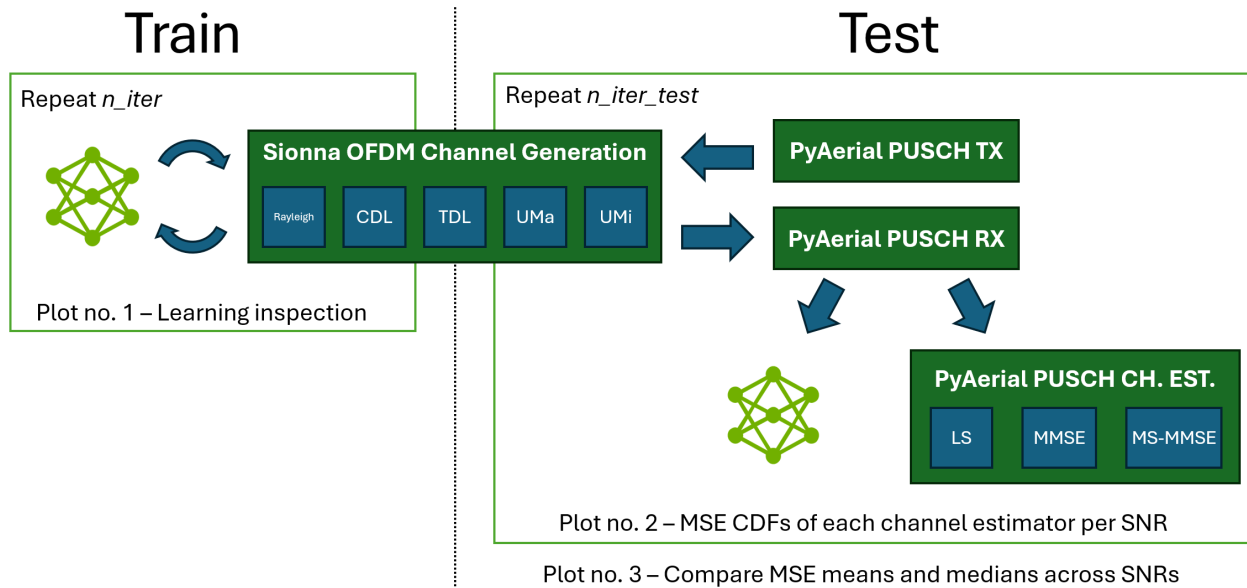 Train
Test
Repeat n_iter
Repeat n_iter_test
Sionna OFDM Channel Generation
Rayleigh
CDL
TDL
UMa
UMi
PyAerial PUSCH TX
PyAerial PUSCH RX
Plot no. 1 – Learning inspection
PyAerial PUSCH CH. EST.
LS
MMSE
MS-MMSE
Plot no. 2 – MSE CDFs of each channel estimator per SNR
Plot no. 3 – Compare MSE means and medians across SNRs